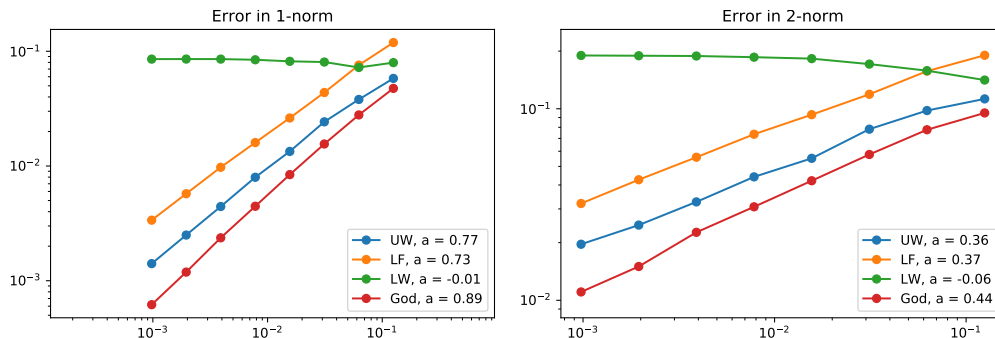 Error in 1-norm
10⁻¹
10⁻²
10⁻³
UW, a = 0.77
LF, a = 0.73
LW, a = -0.01
God, a = 0.89
10⁻³
10⁻²
10⁻¹
Error in 2-norm
10⁻¹
10⁻²
UW, a = 0.36
LF, a = 0.37
LW, a = -0.06
God, a = 0.44
10⁻³
10⁻²
10⁻¹